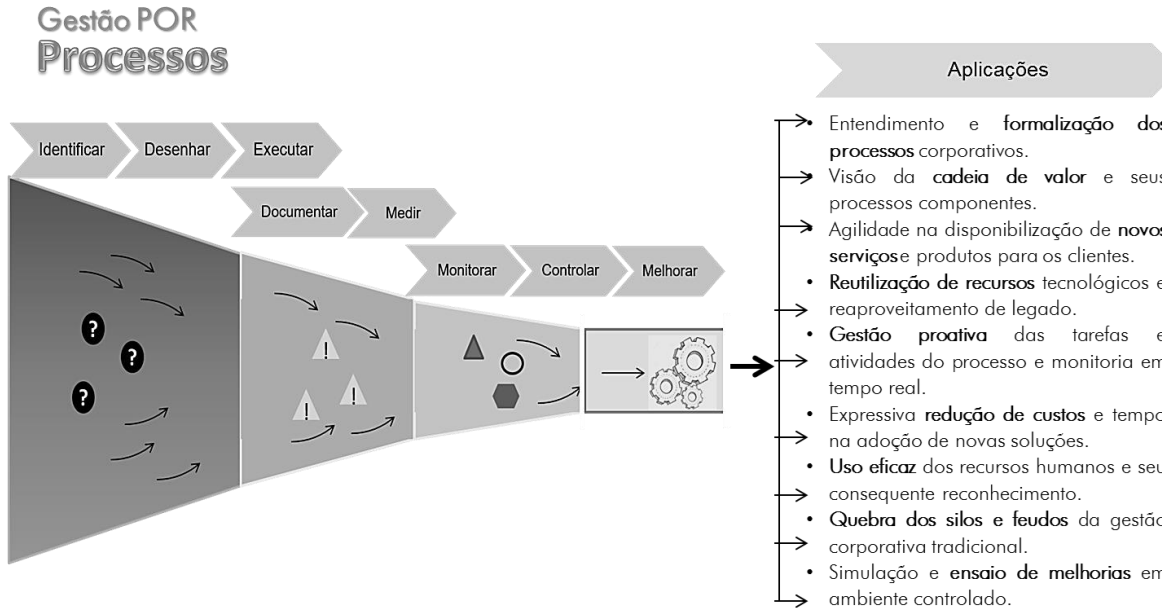 Gestão POR
Processos
Identificar
Desenhar
Executar
Documentar
Medir
Monitorar
Controlar
Melhorar
? ? ?
! ! !
Aplicações
• Entendimento e formalização dos
processos corporativos.
• Visão da cadeia de valor e seus
processos componentes.
• Agilidade na disponibilização de novos
serviços e produtos para os clientes.
• Reutilização de recursos tecnológicos e
reaproveitamento de legado.
• Gestão proativa das tarefas e
atividades do processo e monitoria em
tempo real.
• Expressiva redução de custos e tempo
na adoção de novas soluções.
• Uso eficaz dos recursos humanos e seu
consequente reconhecimento.
• Quebra dos silos e feudos da gestão
corporativa tradicional.
• Simulação e ensaio de melhorias em
ambiente controlado.